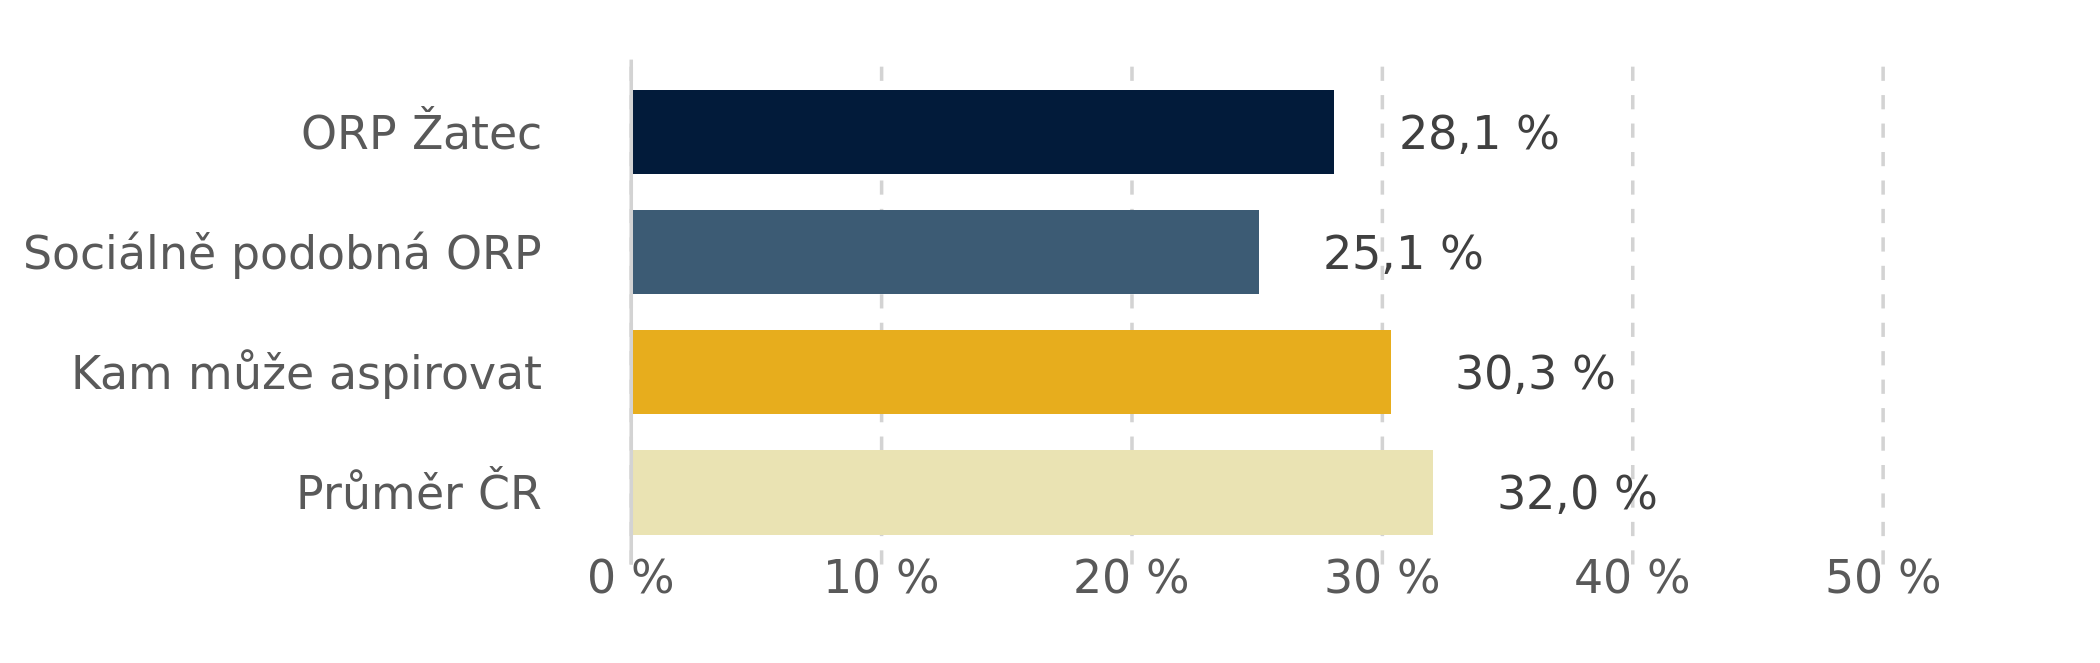 ORP Žatec 28,1 %
Sociálně podobná ORP 25,1 %
Kam může aspirovat 30,3 %
Průměr ČR 32,0 %
0 % 10 % 20 % 30 % 40 % 50 %